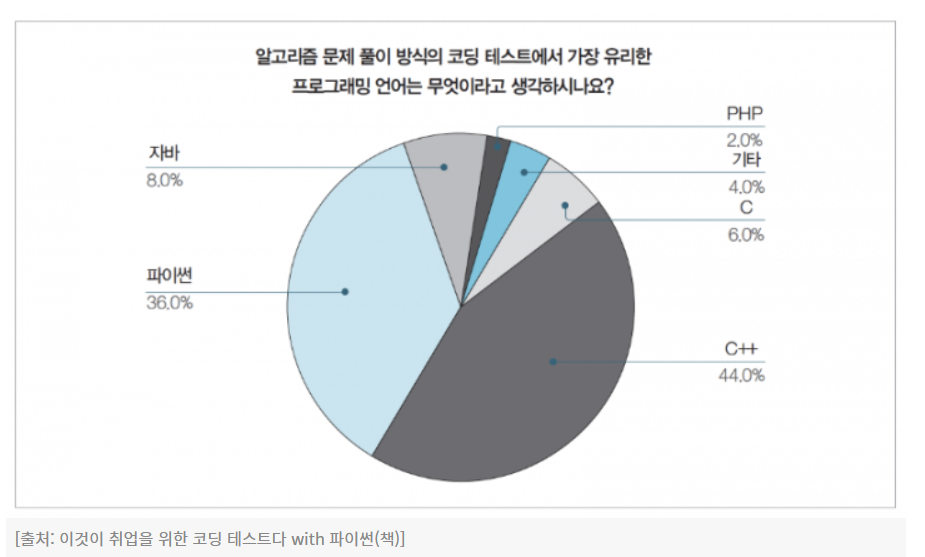 알고리즘 문제 풀이 방식의 코딩 테스트에서 가장 유리한
프로그래밍 언어는 무엇이라고 생각하시나요?
PHP
2.0%
자바
8.0%
기타
4.0%
C
6.0%
파이썬
36.0%
C++
44.0%
[출처: 이것이 취업을 위한 코딩 테스트다 with 파이썬(책)]